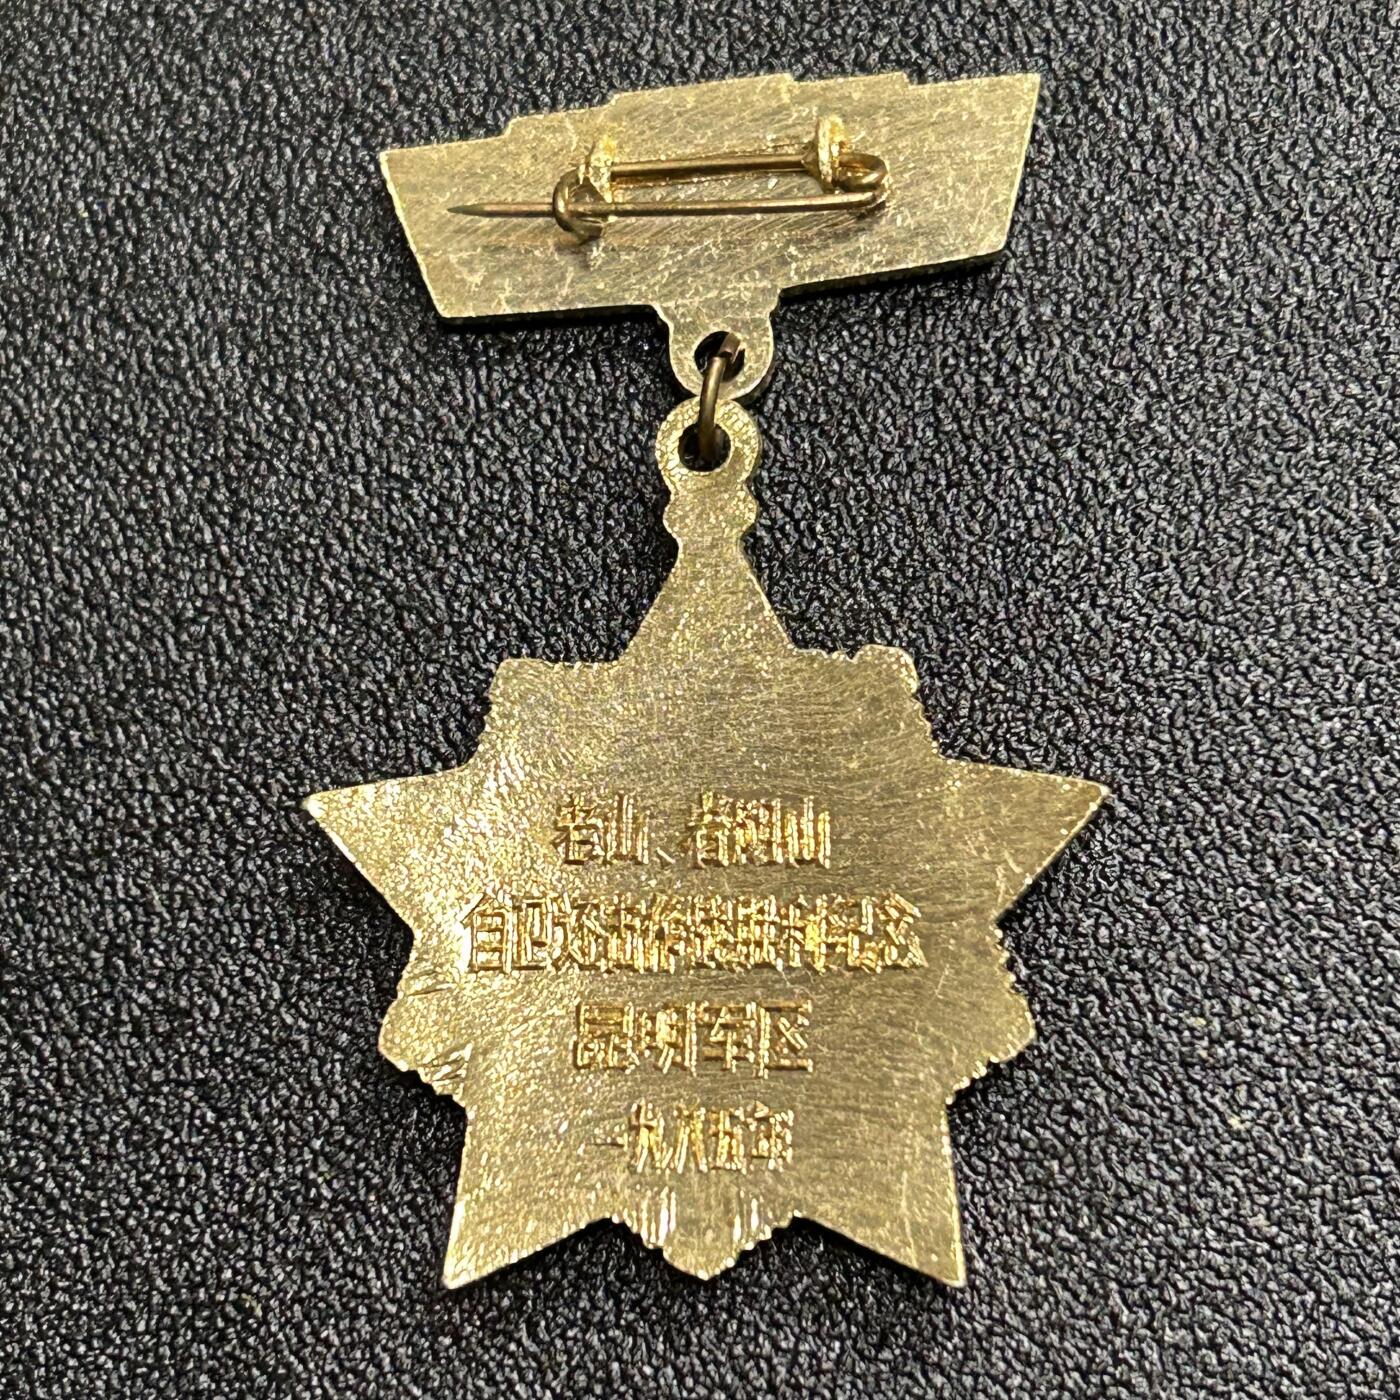 老山、者阴山
自卫还击作战胜利纪念
昆明军区
一九八五年